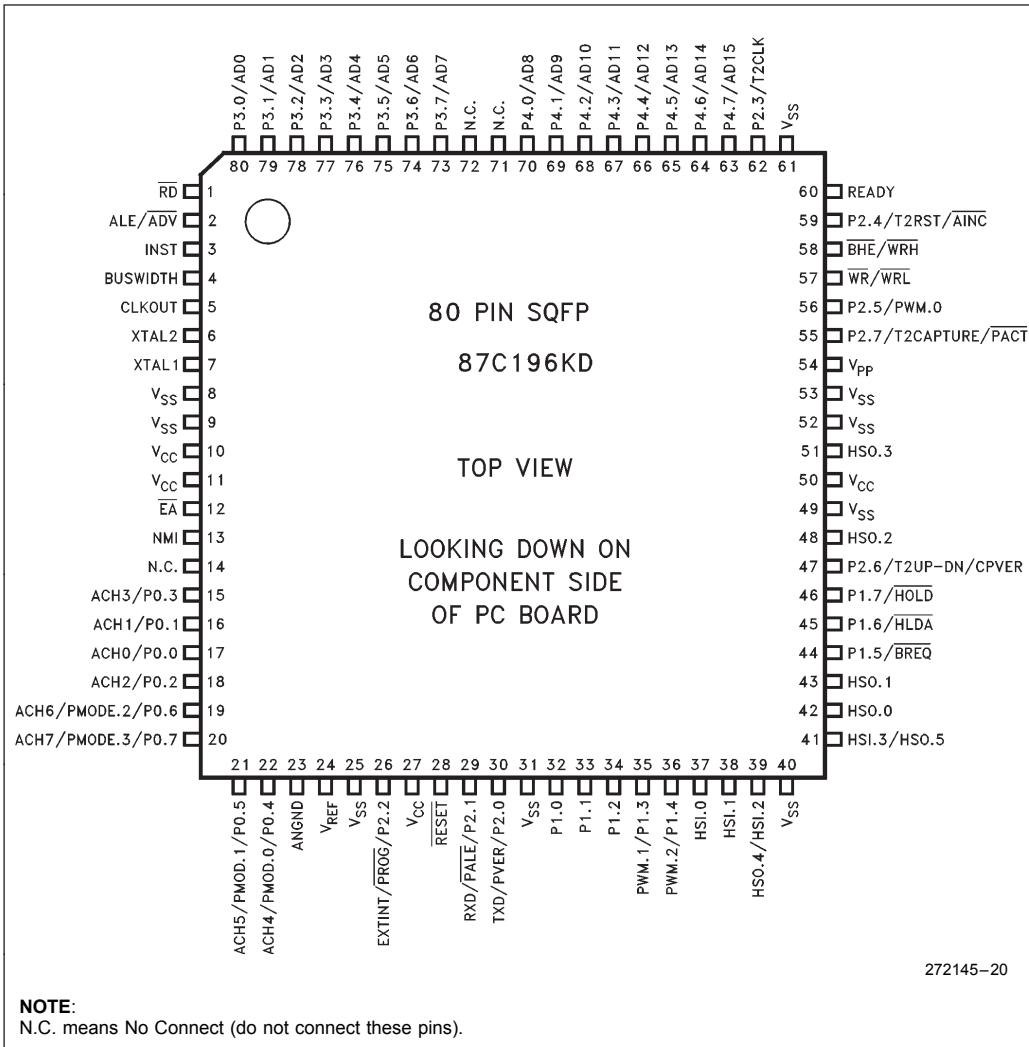 P3.0/AD0
P3.1/AD1
P3.2/AD2
P3.3/AD3
P3.4/AD4
P3.5/AD5
P3.6/AD6
P3.7/AD7
N.C.
N.C.
P4.0/AD8
P4.1/AD9
P4.2/AD10
P4.3/AD11
P4.4/AD12
P4.5/AD13
P4.6/AD14
P4.7/AD15
P2.3/T2CLK
VSS
80 79 78 77 76 75 74 73 72 71 70 69 68 67 66 65 64 63 62 61
RD 1
ALE/ADV 2
INST 3
BUSWIDTH 4
CLKOUT 5
XTAL2 6
XTAL1 7
VSS 8
VSS 9
VCC 10
VCC 11
EA 12
NMI 13
N.C. 14
ACH3/P0.3 15
ACH1/P0.1 16
ACH0/P0.0 17
ACH2/P0.2 18
ACH6/PMODE.2/P0.6 19
ACH7/PMODE.3/P0.7 20
80 PIN SQFP
87C196KD
TOP VIEW
LOOKING DOWN ON
COMPONENT SIDE
OF PC BOARD
60 READY
59 P2.4/T2RST/AINC
58 BHE/WRH
57 WR/WRL
56 P2.5/PWM.0
55 P2.7/T2CAPTURE/PACT
54 VPP
53 VSS
52 VSS
51 HSO.3
50 VCC
49 VSS
48 HSO.2
47 P2.6/T2UP-DN/CPVER
46 P1.7/HOLD
45 P1.6/HLDA
44 P1.5/BREQ
43 HSO.1
42 HSO.0
41 HSI.3/HSO.5
21 22 23 24 25 26 27 28 29 30 31 32 33 34 35 36 37 38 39 40
ACH5/PMOD.1/P0.5
ACH4/PMOD.0/P0.4
ANGND
VREF
VSS
EXTINT/PROG/P2.2
VCC
RESET
RXD/PALE/P2.1
TXD/PVER/P2.0
VSS
P1.0
P1.1
P1.2
PWM.1/P1.3
PWM.2/P1.4
HSI.0
HSI.1
HSO.4/HSI.2
VSS
272145–20
NOTE:
N.C. means No Connect (do not connect these pins).